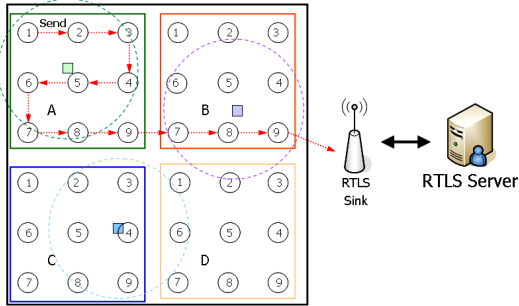 Send
1 2 3 1 2 3
6 5 4 6 5 4
A B
7 8 9 7 8 9
RTLS
Sink
RTLS Server
1 2 3 1 2 3
6 5 4 6 5 4
C D
7 8 9 7 8 9